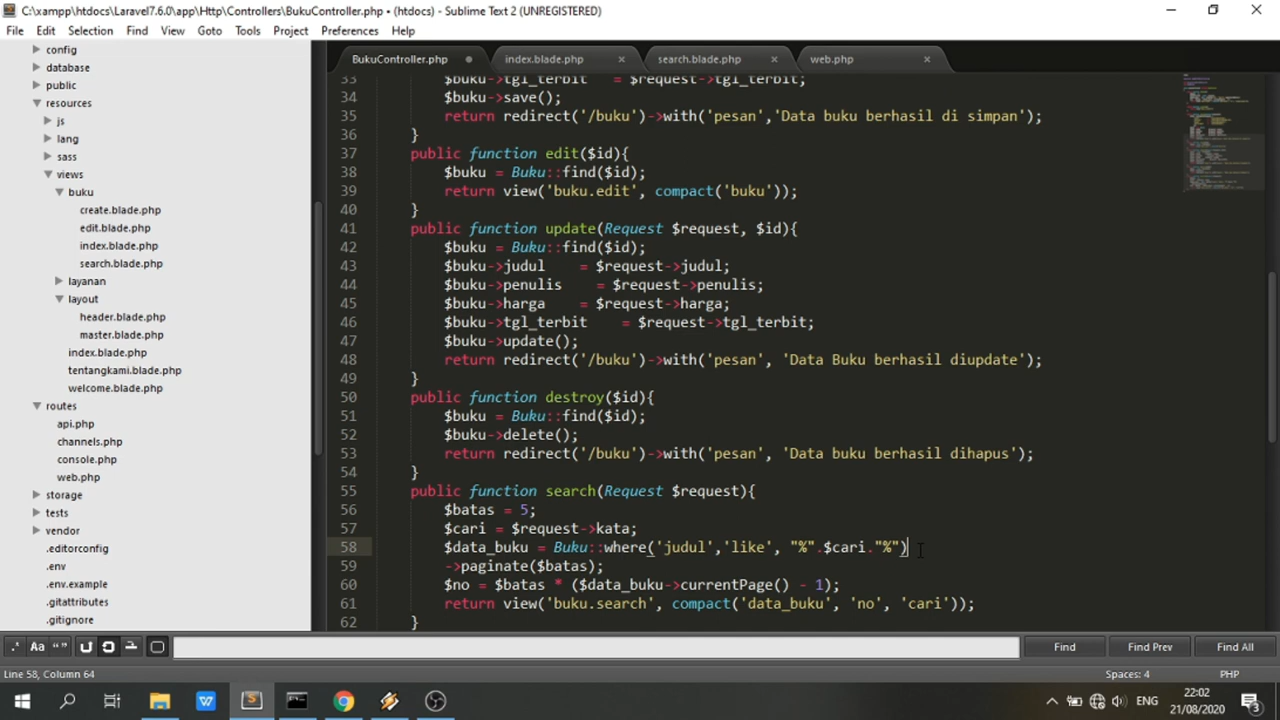 C:\xampp\htdocs\Laravel7.6.0\app\Http\Controllers\BukuController.php • (htdocs) - Sublime Text 2 (UNREGISTERED)
File Edit Selection Find View Goto Tools Project Preferences Help
config
database
public
resources
js
lang
sass
views
buku
create.blade.php
edit.blade.php
index.blade.php
search.blade.php
layanan
layout
header.blade.php
master.blade.php
index.blade.php
tentangkami.blade.php
welcome.blade.php
routes
api.php
channels.php
console.php
web.php
storage
tests
vendor
.editorconfig
.env
.env.example
.gitattributes
.gitignore
BukuController.php index.blade.php search.blade.php web.php
33 $buku->tgl_terbit = $request->tgl_terbit;
34 $buku->save();
35 return redirect('/buku')->with('pesan','Data buku berhasil di simpan');
36 }
37 public function edit($id){
38 $buku = Buku::find($id);
39 return view('buku.edit', compact('buku'));
40 }
41 public function update(Request $request, $id){
42 $buku = Buku::find($id);
43 $buku->judul = $request->judul;
44 $buku->penulis = $request->penulis;
45 $buku->harga = $request->harga;
46 $buku->tgl_terbit = $request->tgl_terbit;
47 $buku->update();
48 return redirect('/buku')->with('pesan', 'Data Buku berhasil diupdate');
49 }
50 public function destroy($id){
51 $buku = Buku::find($id);
52 $buku->delete();
53 return redirect('/buku')->with('pesan', 'Data buku berhasil dihapus');
54 }
55 public function search(Request $request){
56 $batas = 5;
57 $cari = $request->kata;
58 $data_buku = Buku::where('judul','like', "%".$cari."%")
59 ->paginate($batas);
60 $no = $batas * ($data_buku->currentPage() - 1);
61 return view('buku.search', compact('data_buku', 'no', 'cari'));
62 }
.* Aa “ ” Find Find Prev Find All
Line 58, Column 64 Spaces: 4 PHP
ENG 22:02
21/08/2020 3